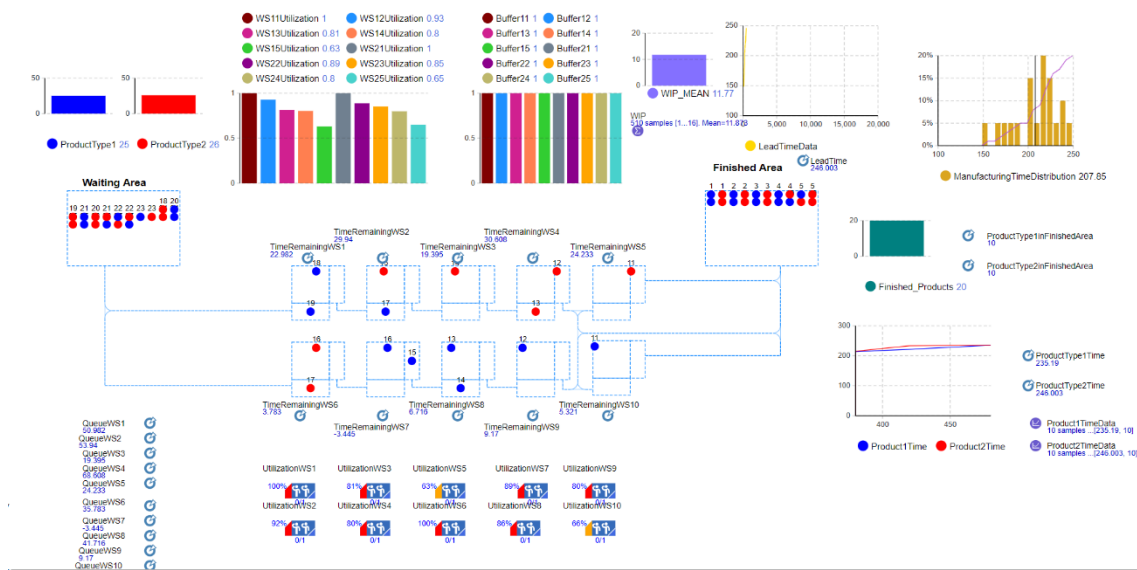 WS11Utilization 1
WS12Utilization 0.93
WS13Utilization 0.81
WS14Utilization 0.8
WS15Utilization 0.63
WS21Utilization 1
WS22Utilization 0.89
WS23Utilization 0.85
WS24Utilization 0.8
WS25Utilization 0.65
1
0.5
0
Buffer11 1
Buffer12 1
Buffer13 1
Buffer14 1
Buffer15 1
Buffer21 1
Buffer22 1
Buffer23 1
Buffer24 1
Buffer25 1
1
0.5
0
50
0
ProductType1 25
50
0
ProductType2 26
20
10
0
WIP_MEAN 11.77
WIP
510 samples [1...16]. Mean=11.873
250
200
150
100
5,000
10,000
15,000
20,000
LeadTimeData
LeadTime
246.003
20%
15%
10%
5%
0%
100
150
200
250
ManufacturingTimeDistribution 207.85
Waiting Area
19 21 20 21 22 22 23 23 18 20
Finished Area
1 1 2 2 3 3 4 4 5 5
20
0
Finished_Products 20
ProductType1inFinishedArea
10
ProductType2inFinishedArea
10
TimeRemainingWS2
29.94
TimeRemainingWS4
30.608
TimeRemainingWS1
22.982
TimeRemainingWS3
19.395
TimeRemainingWS5
24.233
18
12
11
19
17
13
16
16
15
13
12
11
17
14
TimeRemainingWS6
3.783
TimeRemainingWS8
6.716
TimeRemainingWS10
5.321
TimeRemainingWS7
-3.445
TimeRemainingWS9
9.17
300
200
100
0
400
450
Product1Time
Product2Time
ProductType1Time
235.19
ProductType2Time
246.003
Product1TimeData
10 samples ...[235.19, 10]
Product2TimeData
10 samples ...[246.003, 10]
QueueWS1
50.982
QueueWS2
53.94
QueueWS3
19.395
QueueWS4
68.608
QueueWS5
24.233
QueueWS6
35.783
QueueWS7
-3.445
QueueWS8
41.716
QueueWS9
9.17
QueueWS10
UtilizationWS1
100%
0/1
UtilizationWS3
81%
0/1
UtilizationWS5
63%
0/1
UtilizationWS7
89%
0/1
UtilizationWS9
80%
0/1
UtilizationWS2
92%
0/1
UtilizationWS4
80%
0/1
UtilizationWS6
100%
0/1
UtilizationWS8
86%
0/1
UtilizationWS10
66%
0/1